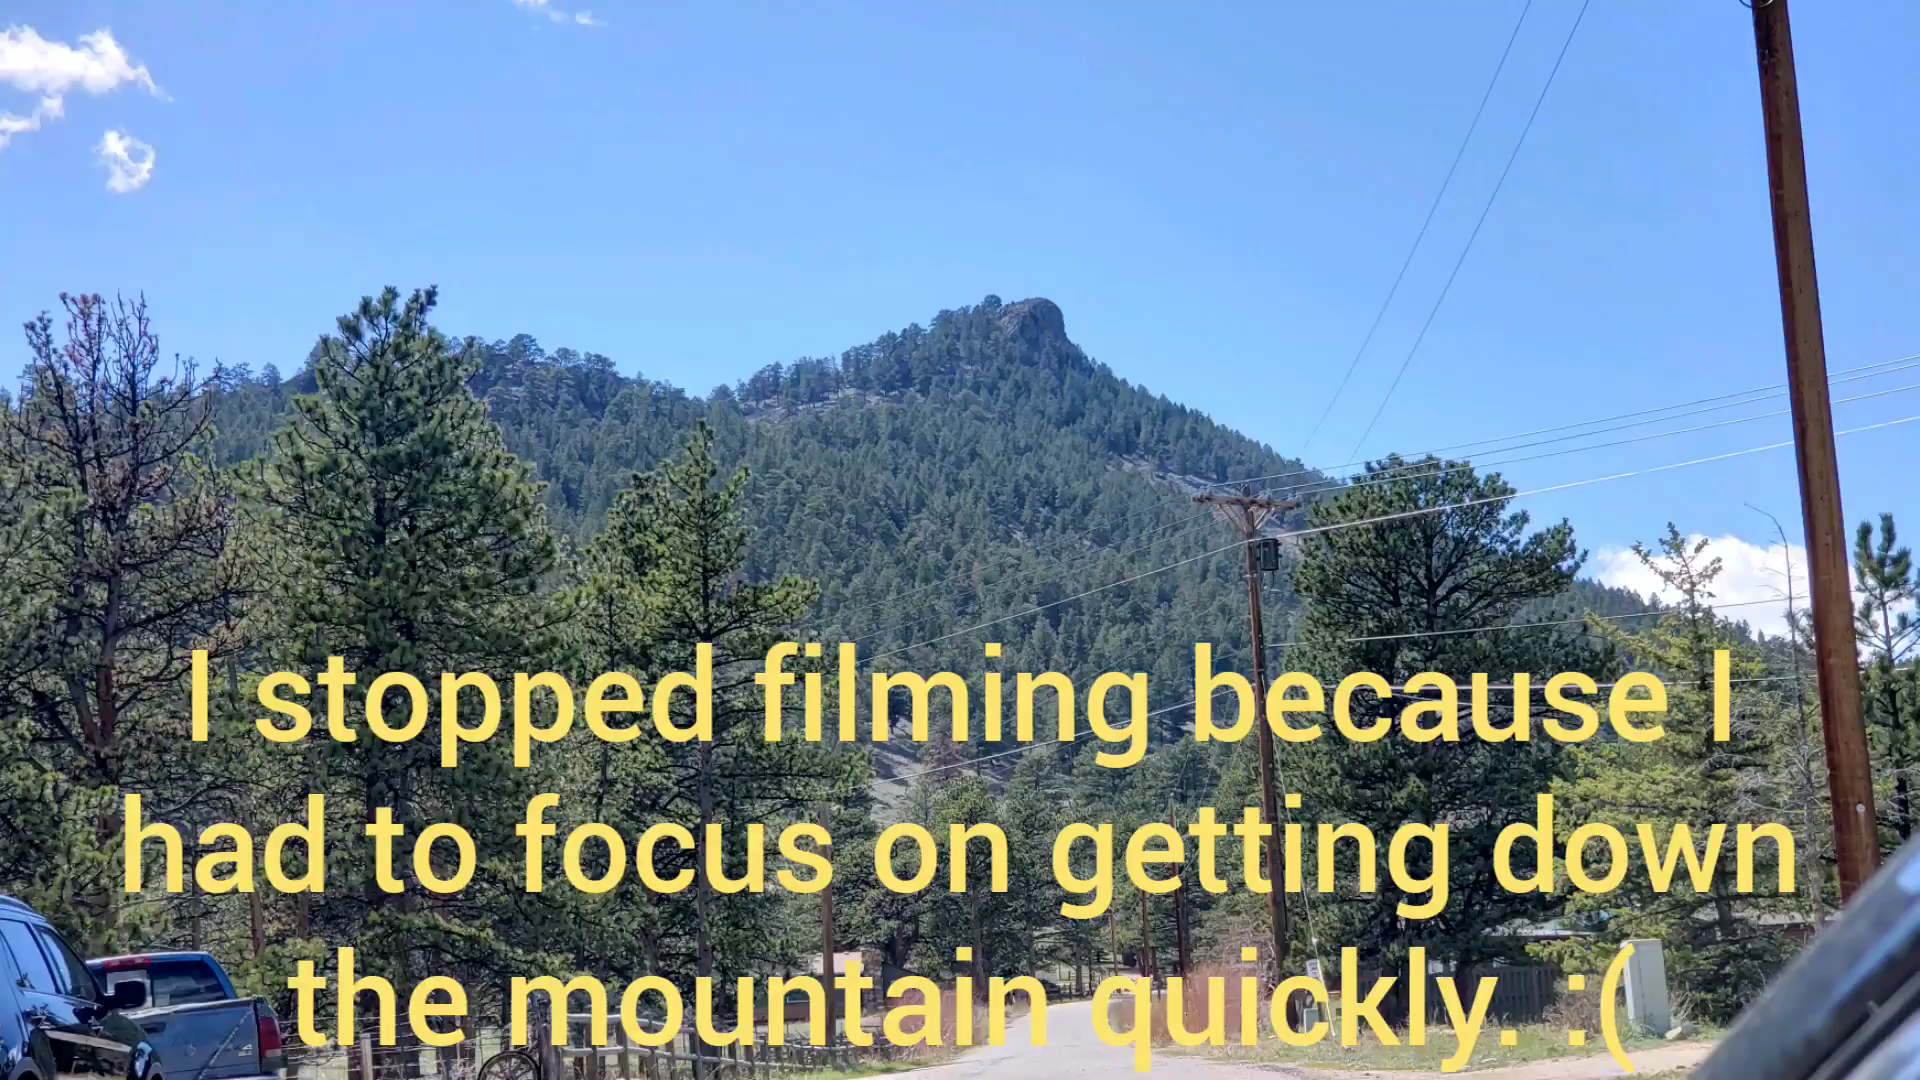 I stopped filming because I
had to focus on getting down
the mountain quickly. :(